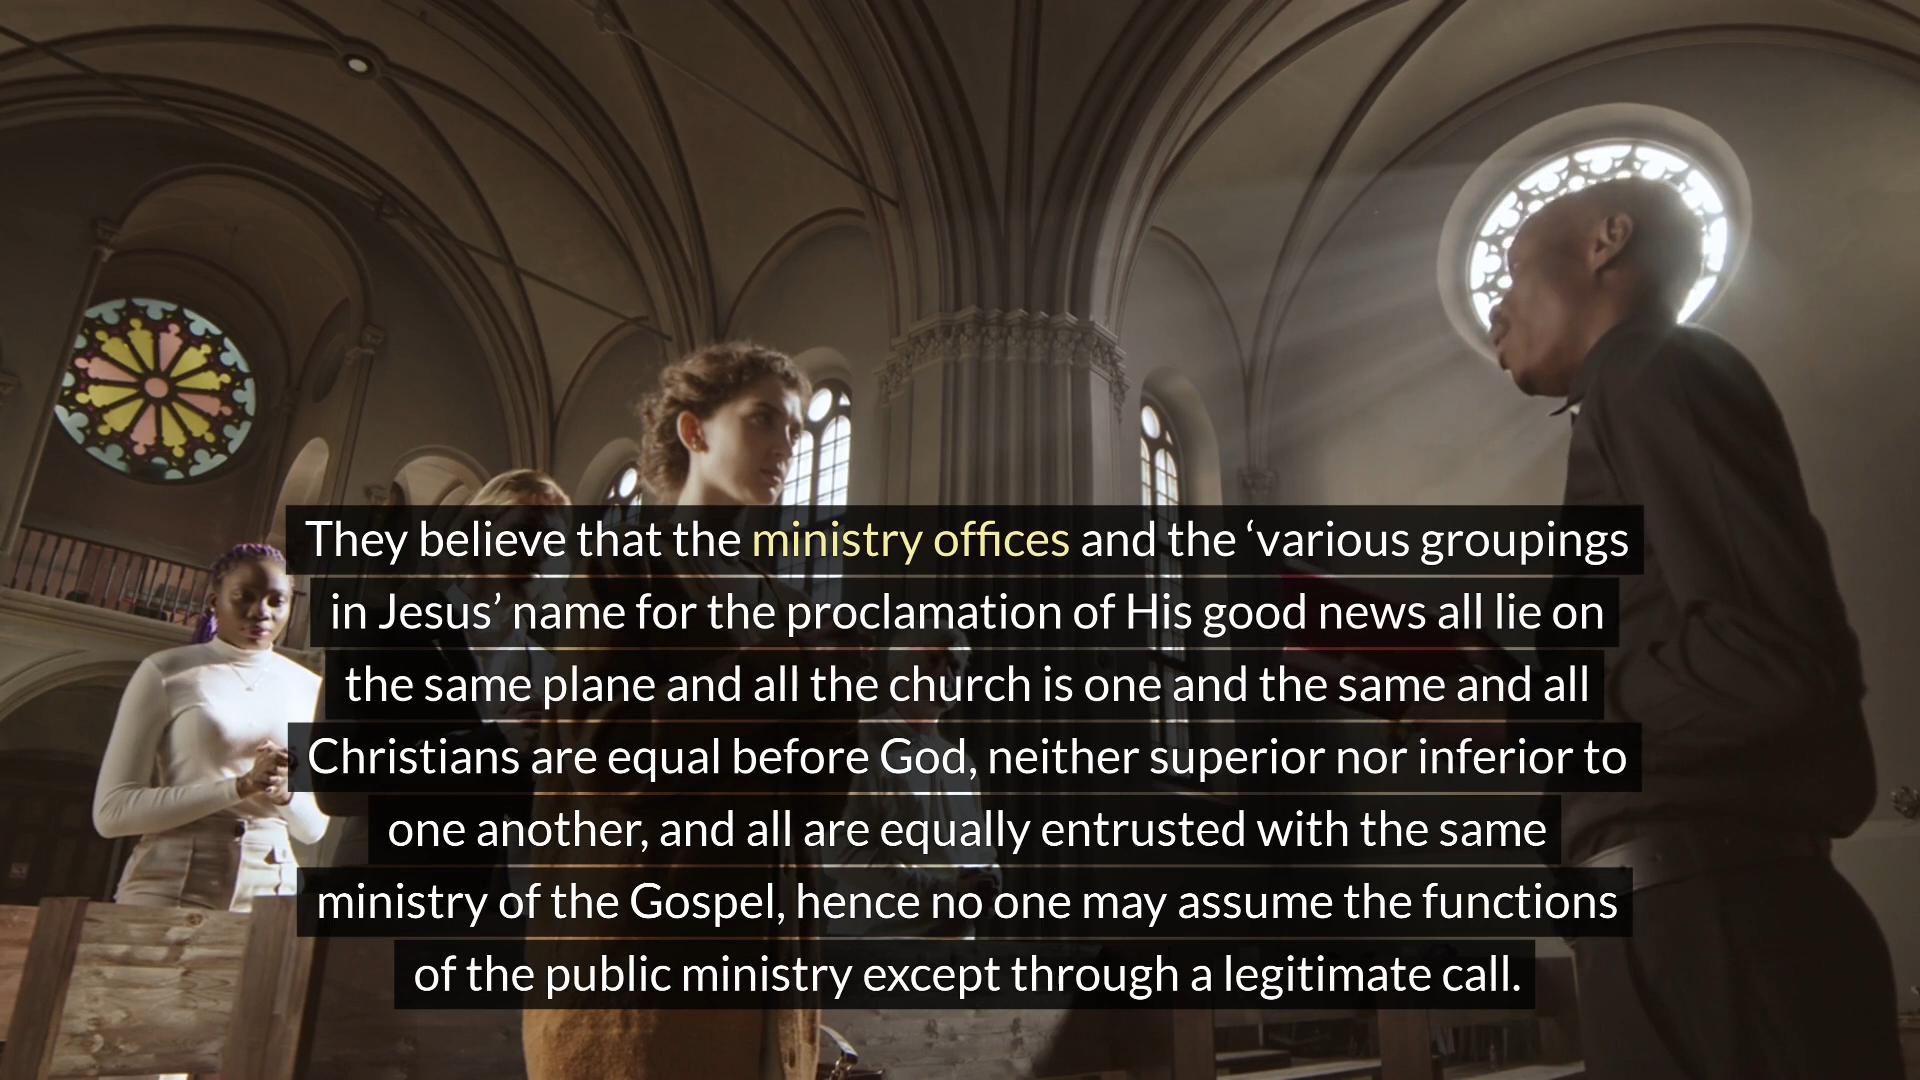 They believe that the ministry offices and the ‘various groupings
in Jesus’ name for the proclamation of His good news all lie on
the same plane and all the church is one and the same and all
Christians are equal before God, neither superior nor inferior to
one another, and all are equally entrusted with the same
ministry of the Gospel, hence no one may assume the functions
of the public ministry except through a legitimate call.